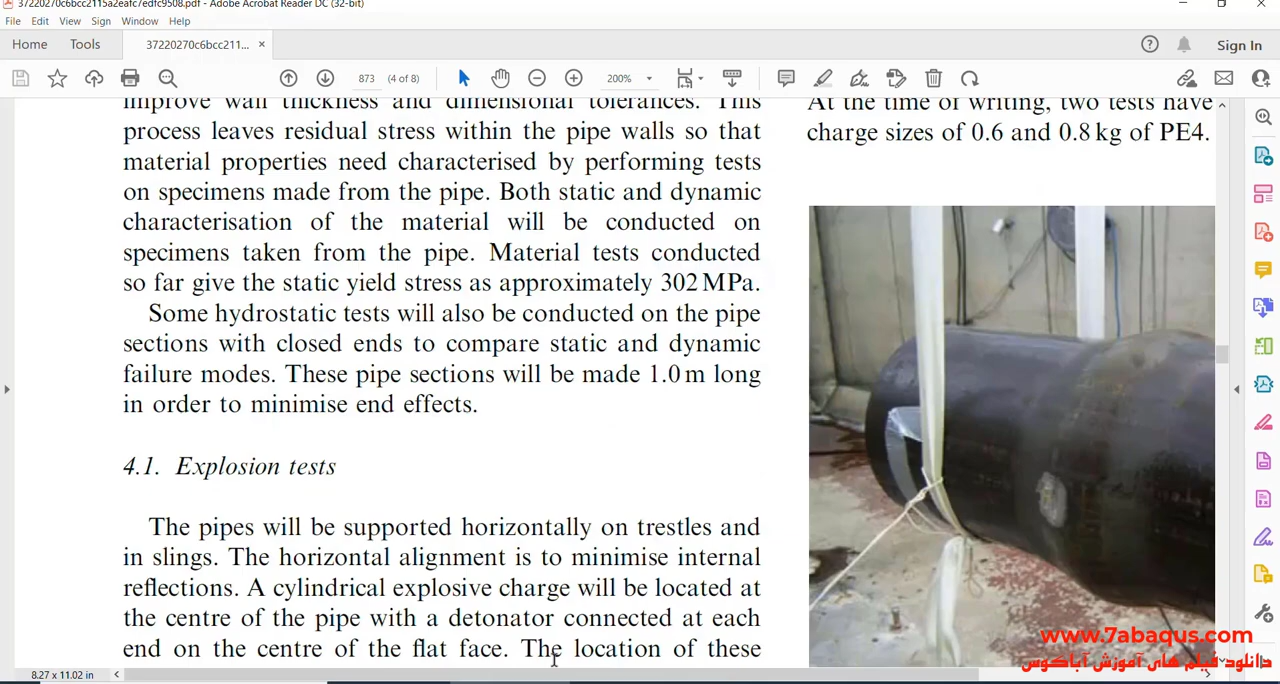 37220270c6bcc2115a2eafc7edfc9508.pdf - Adobe Acrobat Reader DC (32-bit)
File Edit View Sign Window Help
Home Tools 37220270c6bcc211... × Sign In
873 (4 of 8) 200%
improve wall thickness and dimensional tolerances. This
process leaves residual stress within the pipe walls so that
material properties need characterised by performing tests
on specimens made from the pipe. Both static and dynamic
characterisation of the material will be conducted on
specimens taken from the pipe. Material tests conducted
so far give the static yield stress as approximately 302 MPa.
Some hydrostatic tests will also be conducted on the pipe
sections with closed ends to compare static and dynamic
failure modes. These pipe sections will be made 1.0 m long
in order to minimise end effects.
4.1. Explosion tests
The pipes will be supported horizontally on trestles and
in slings. The horizontal alignment is to minimise internal
reflections. A cylindrical explosive charge will be located at
the centre of the pipe with a detonator connected at each
end on the centre of the flat face. The location of these
At the time of writing, two tests have
charge sizes of 0.6 and 0.8 kg of PE4.
www.7abaqus.com
دانلود فیلم های آموزش آباکوس
8.27 x 11.02 in